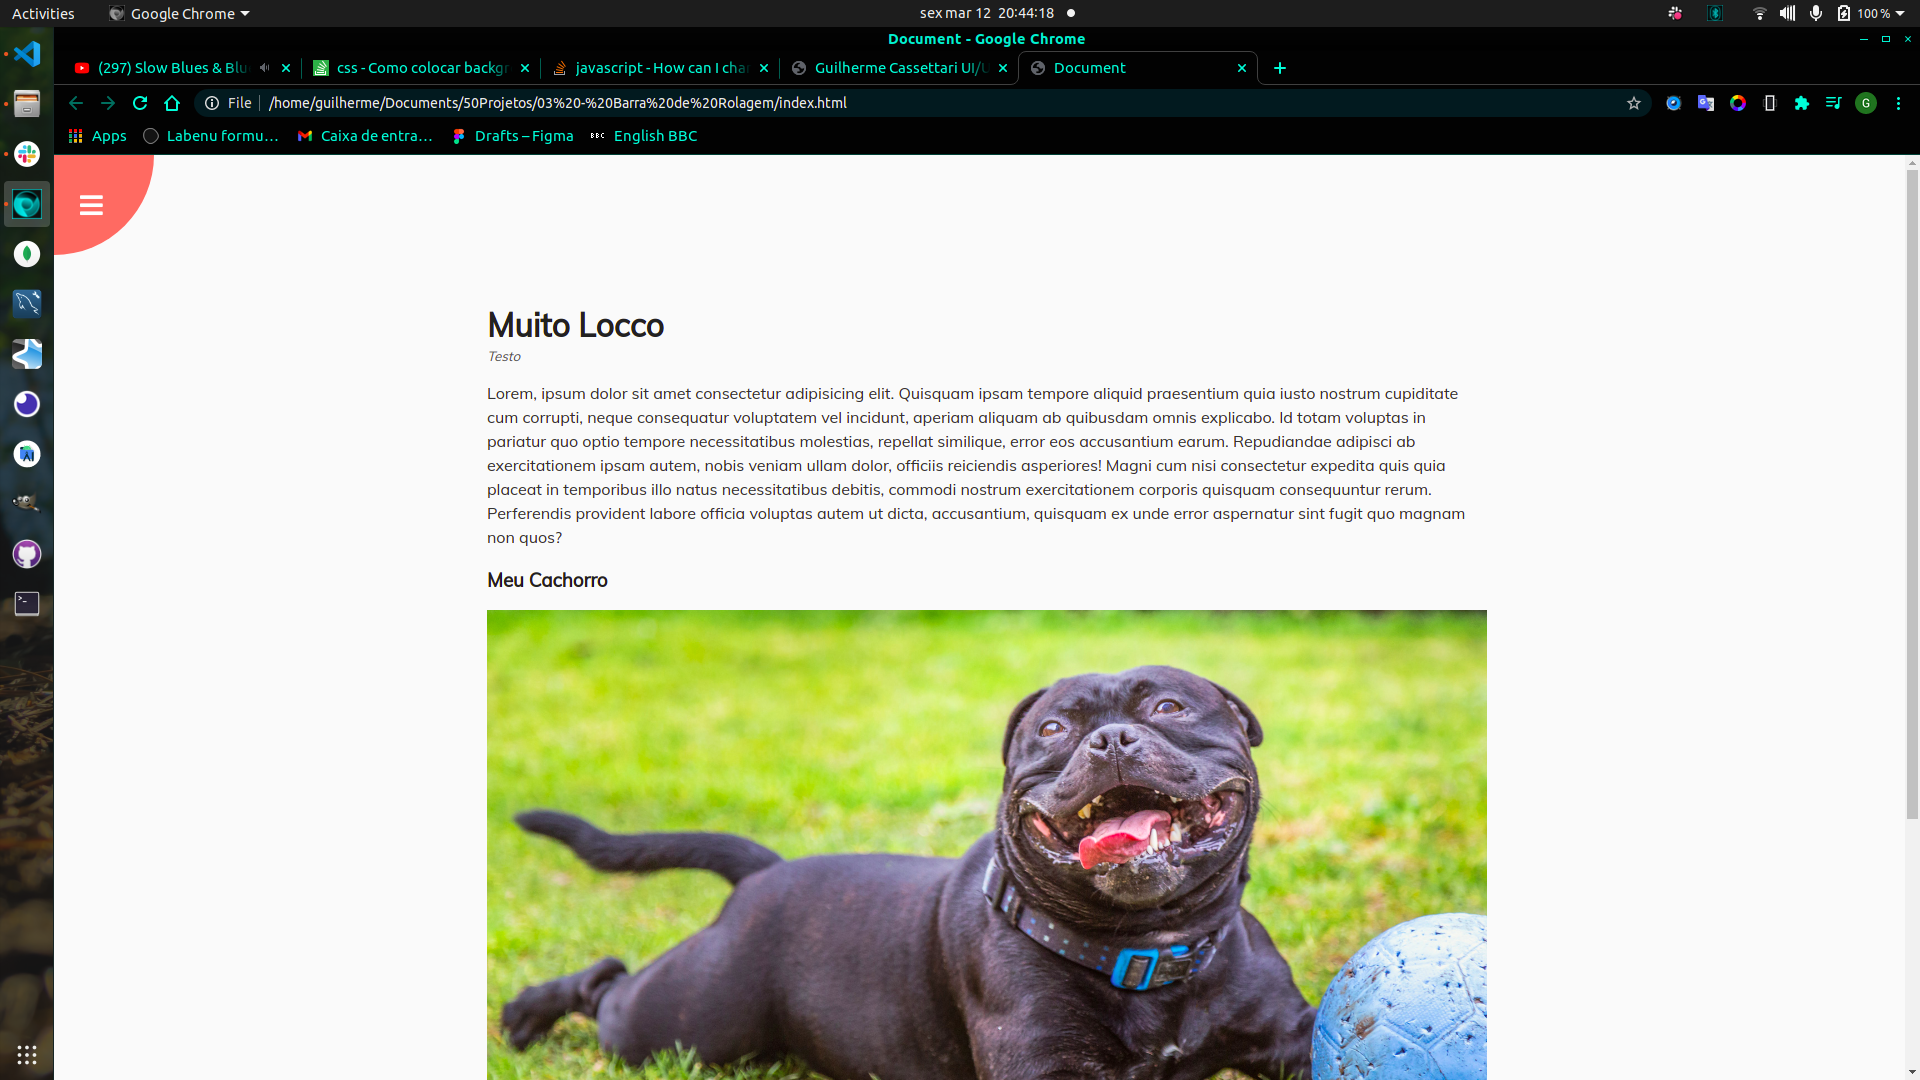 Activities
Google Chrome
sex mar 12 20:44:18
100 %
Document - Google Chrome
(297) Slow Blues & Blu
css - Como colocar backgr
javascript - How can I char
Guilherme Cassettari UI/U
Document
File
/home/guilherme/Documents/50Projetos/03%20-%20Barra%20de%20Rolagem/index.html
G
Apps
Labenu formu…
Caixa de entra…
Drafts – Figma
BBC
English BBC
Muito Locco
Testo
Lorem, ipsum dolor sit amet consectetur adipisicing elit. Quisquam ipsam tempore aliquid praesentium quia iusto nostrum cupiditate
cum corrupti, neque consequatur voluptatem vel incidunt, aperiam aliquam ab quibusdam omnis explicabo. Id totam voluptas in
pariatur quo optio tempore necessitatibus molestias, repellat similique, error eos accusantium earum. Repudiandae adipisci ab
exercitationem ipsam autem, nobis veniam ullam dolor, officiis reiciendis asperiores! Magni cum nisi consectetur expedita quis quia
placeat in temporibus illo natus necessitatibus debitis, commodi nostrum exercitationem corporis quisquam consequuntur rerum.
Perferendis provident labore officia voluptas autem ut dicta, accusantium, quisquam ex unde error aspernatur sint fugit quo magnam
non quos?
Meu Cachorro